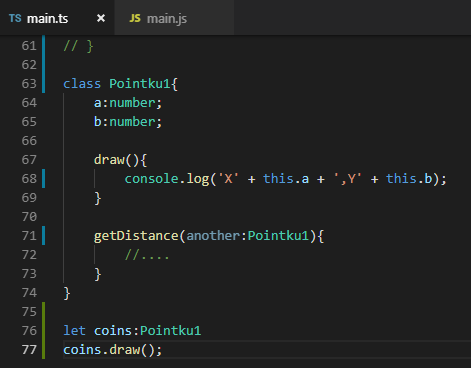 TS main.ts × JS main.js
61 // }
62
63 class Pointku1{
64 a:number;
65 b:number;
66
67 draw(){
68 console.log('X' + this.a + ',Y' + this.b);
69 }
70
71 getDistance(another:Pointku1){
72 //....
73 }
74 }
75
76 let coins:Pointku1
77 coins.draw();